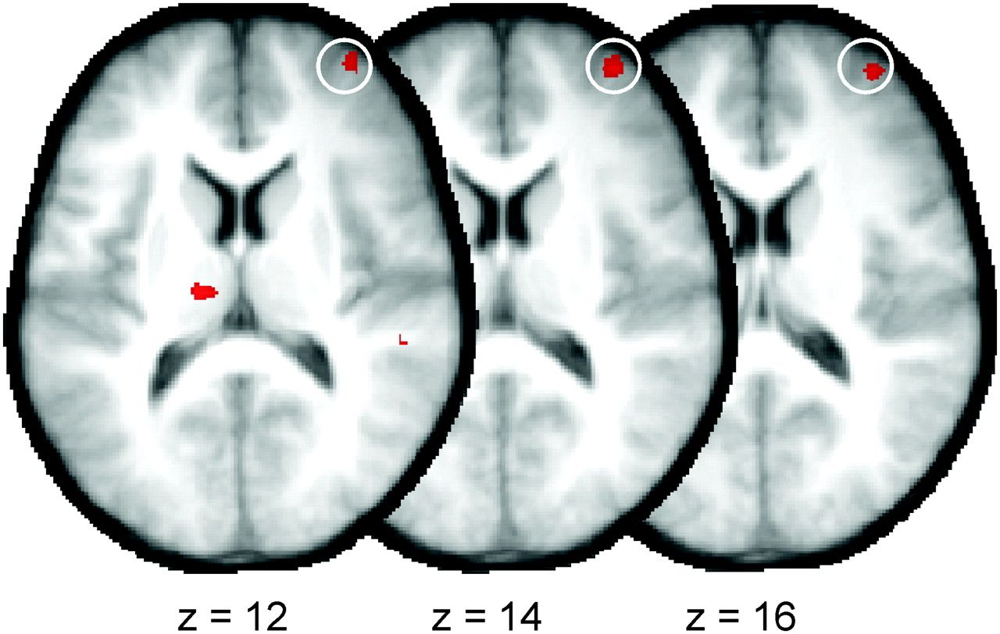 z = 12 z = 14 z = 16